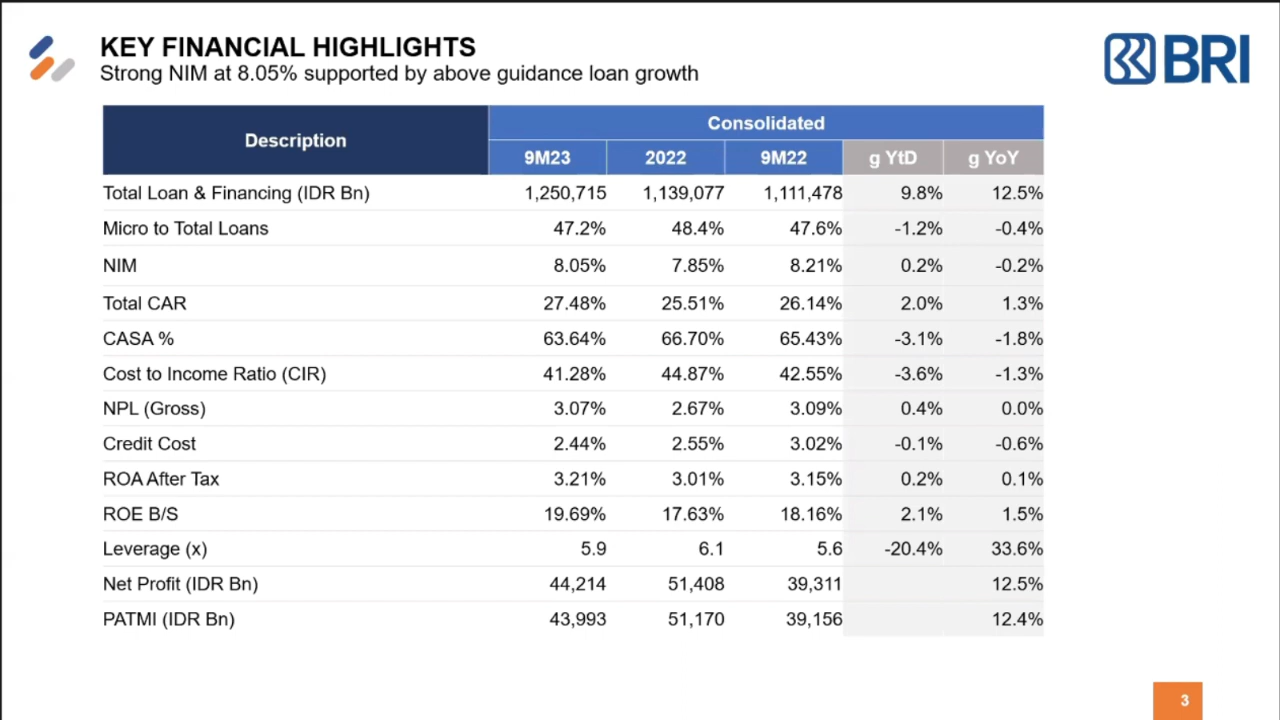 KEY FINANCIAL HIGHLIGHTS
Strong NIM at 8.05% supported by above guidance loan growth
BRI
Description Consolidated
9M23 2022 9M22 g YtD g YoY
Total Loan & Financing (IDR Bn) 1,250,715 1,139,077 1,111,478 9.8% 12.5%
Micro to Total Loans 47.2% 48.4% 47.6% -1.2% -0.4%
NIM 8.05% 7.85% 8.21% 0.2% -0.2%
Total CAR 27.48% 25.51% 26.14% 2.0% 1.3%
CASA % 63.64% 66.70% 65.43% -3.1% -1.8%
Cost to Income Ratio (CIR) 41.28% 44.87% 42.55% -3.6% -1.3%
NPL (Gross) 3.07% 2.67% 3.09% 0.4% 0.0%
Credit Cost 2.44% 2.55% 3.02% -0.1% -0.6%
ROA After Tax 3.21% 3.01% 3.15% 0.2% 0.1%
ROE B/S 19.69% 17.63% 18.16% 2.1% 1.5%
Leverage (x) 5.9 6.1 5.6 -20.4% 33.6%
Net Profit (IDR Bn) 44,214 51,408 39,311 12.5%
PATMI (IDR Bn) 43,993 51,170 39,156 12.4%
3